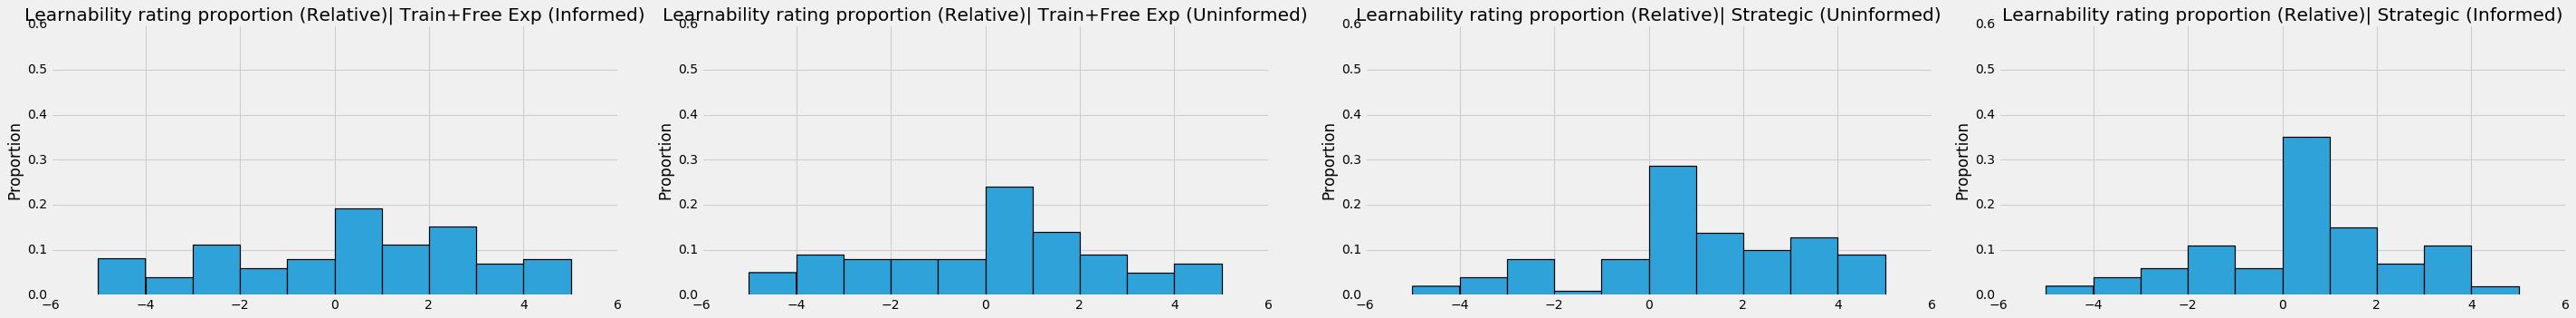 Learnability rating proportion (Relative)| Train+Free Exp (Informed)
0.6
0.5
0.4
0.3
0.2
0.1
0.0
Proportion
−6 −4 −2 0 2 4 6
Learnability rating proportion (Relative)| Train+Free Exp (Uninformed)
0.6
0.5
0.4
0.3
0.2
0.1
0.0
Proportion
−6 −4 −2 0 2 4 6
Learnability rating proportion (Relative)| Strategic (Uninformed)
0.6
0.5
0.4
0.3
0.2
0.1
0.0
Proportion
−6 −4 −2 0 2 4 6
Learnability rating proportion (Relative)| Strategic (Informed)
0.6
0.5
0.4
0.3
0.2
0.1
0.0
Proportion
−6 −4 −2 0 2 4 6